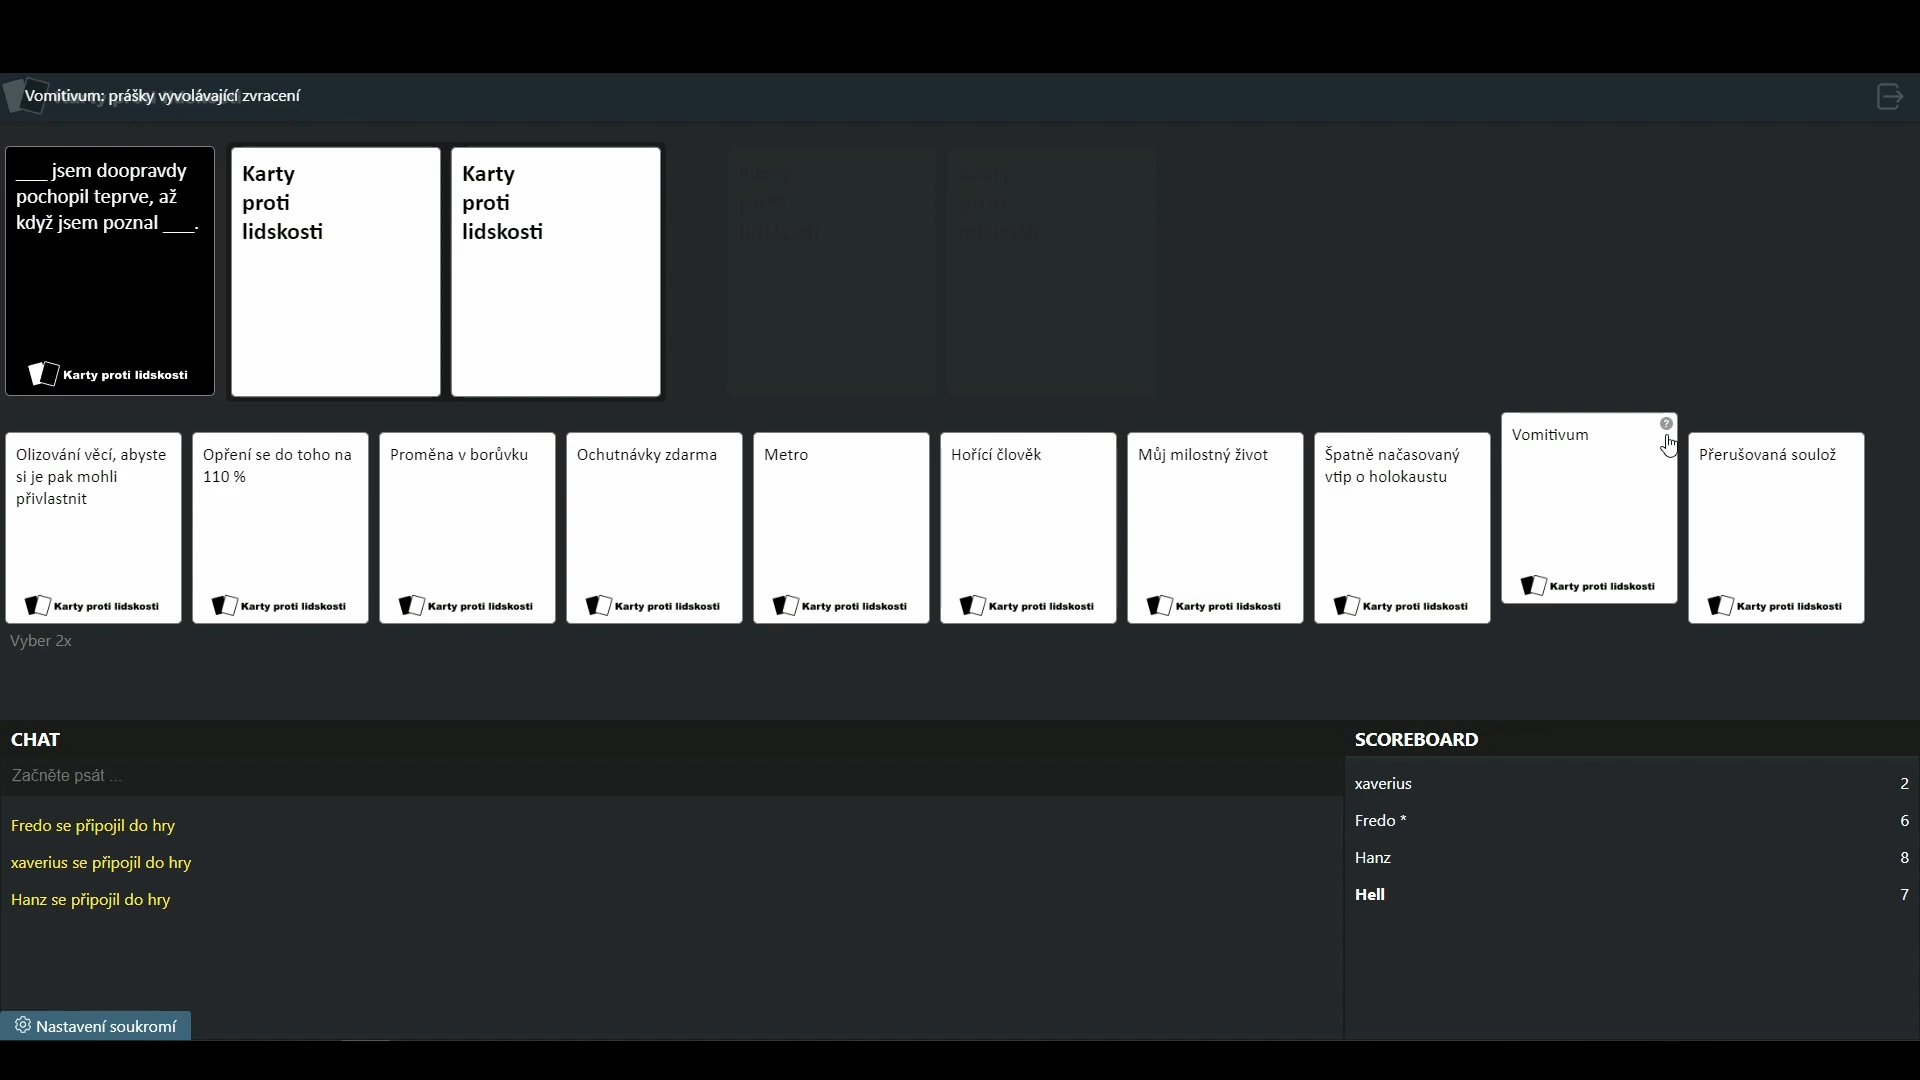 Vomitivum: prášky vyvolávající zvracení
___ jsem doopravdy
pochopil teprve, až
když jsem poznal ___.
Karty proti lidskosti
Karty
proti
lidskosti
Karty
proti
lidskosti
Olizování věcí, abyste
si je pak mohli
přivlastnit
Karty proti lidskosti
Opření se do toho na
110 %
Karty proti lidskosti
Proměna v borůvku
Karty proti lidskosti
Ochutnávky zdarma
Karty proti lidskosti
Metro
Karty proti lidskosti
Hořící člověk
Karty proti lidskosti
Můj milostný život
Karty proti lidskosti
Špatně načasovaný
vtip o holokaustu
Karty proti lidskosti
Vomitivum
?
Karty proti lidskosti
Přerušovaná soulož
Karty proti lidskosti
Vyber 2x
CHAT
Začněte psát ...
Fredo se připojil do hry
xaverius se připojil do hry
Hanz se připojil do hry
SCOREBOARD
xaverius 2
Fredo * 6
Hanz 8
Hell 7
Nastavení soukromí